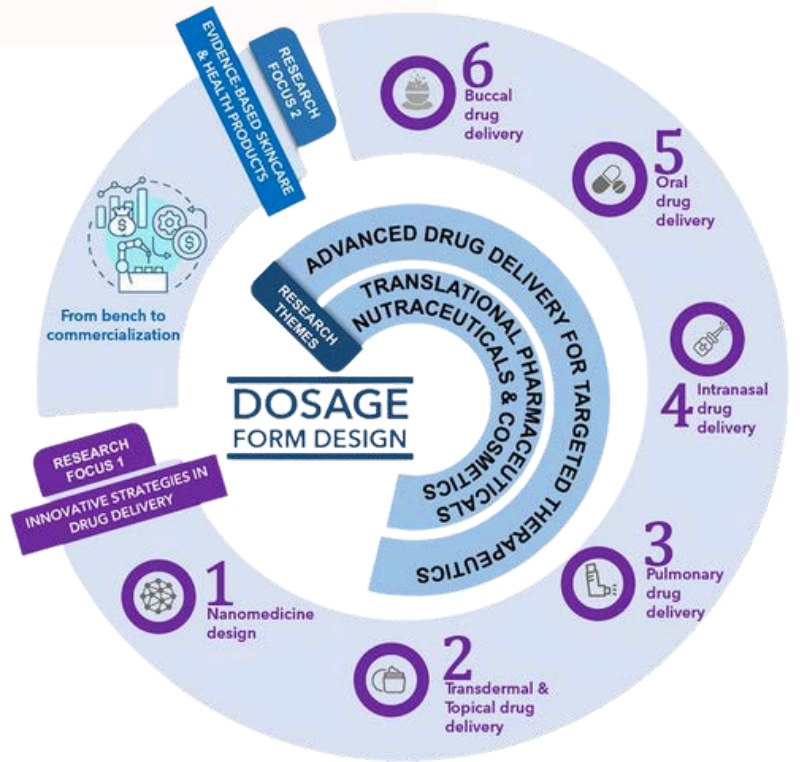 DOSAGE
FORM DESIGN
RESEARCH
THEMES
ADVANCED DRUG DELIVERY FOR TARGETED THERAPEUTICS
TRANSLATIONAL PHARMACEUTICALS
NUTRACEUTICALS & COSMETICS
RESEARCH
FOCUS 1
INNOVATIVE STRATEGIES IN
DRUG DELIVERY
1
Nanomedicine
design
2
Transdermal &
Topical drug
delivery
3
Pulmonary
drug
delivery
4
Intranasal
drug
delivery
5
Oral
drug
delivery
6
Buccal
drug
delivery
RESEARCH
FOCUS 2
EVIDENCE-BASED SKINCARE
& HEALTH PRODUCTS
$
$
From bench to
commercialization